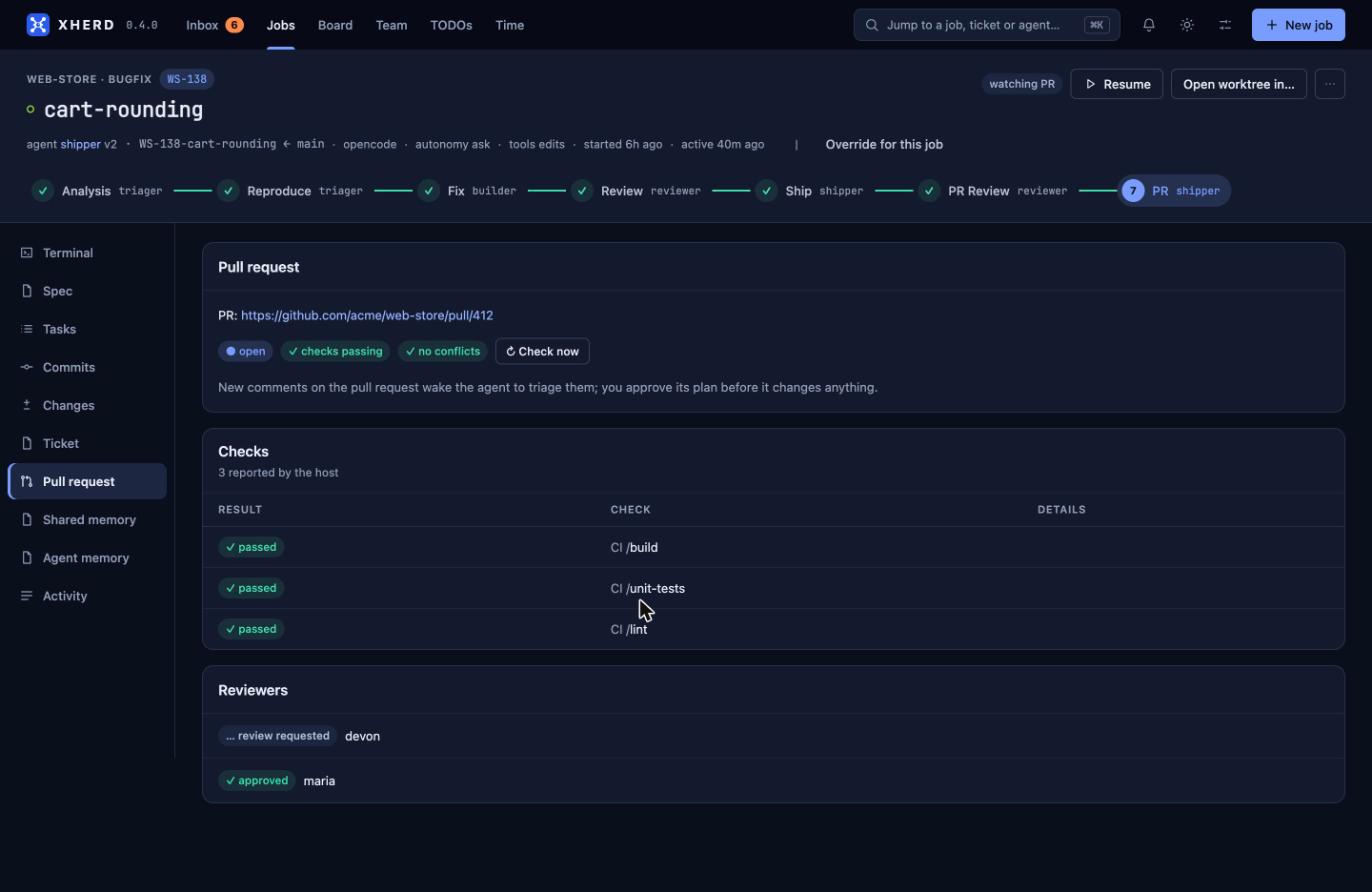 XHERD 0.4.0 Inbox 6 Jobs Board Team TODOs Time Jump to a job, ticket or agent... ⌘K + New job
WEB-STORE · BUGFIX WS-138
watching PR Resume Open worktree in... ...
cart-rounding
agent shipper v2 · WS-138-cart-rounding ← main · opencode · autonomy ask · tools edits · started 6h ago · active 40m ago | Override for this job
✓ Analysis triager ✓ Reproduce triager ✓ Fix builder ✓ Review reviewer ✓ Ship shipper ✓ PR Review reviewer 7 PR shipper
Terminal
Spec
Tasks
Commits
Changes
Ticket
Pull request
Shared memory
Agent memory
Activity
Pull request
PR: https://github.com/acme/web-store/pull/412
open ✓ checks passing ✓ no conflicts ↻ Check now
New comments on the pull request wake the agent to triage them; you approve its plan before it changes anything.
Checks
3 reported by the host
RESULT CHECK DETAILS
✓ passed CI /build
✓ passed CI /unit-tests
✓ passed CI /lint
Reviewers
... review requested devon
✓ approved maria